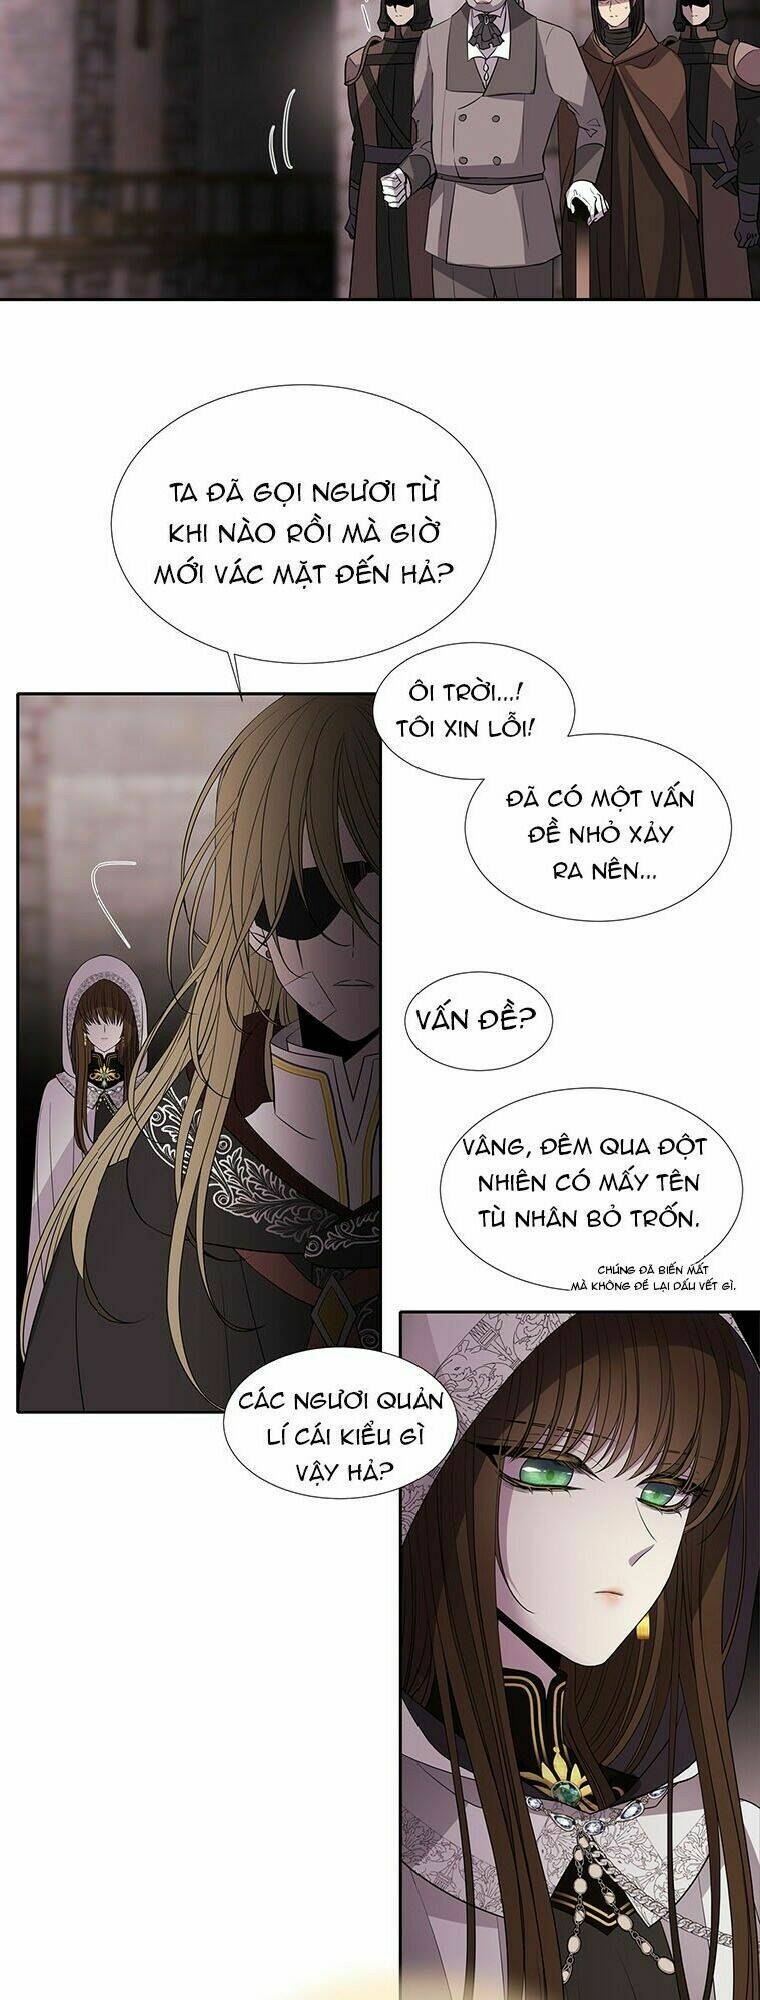 TA ĐÃ GỌI NGƯƠI TỪ
KHI NÀO RỒI MÀ GIỜ
MỚI VÁC MẶT ĐẾN HẢ?
ÔI TRỜI...!
TÔI XIN LỖI!
ĐÃ CÓ MỘT VẤN
ĐỀ NHỎ XẢY
RA NÊN...
VẤN ĐỀ?
VÂNG, ĐÊM QUA ĐỘT
NHIÊN CÓ MẤY TÊN
TÙ NHÂN BỎ TRỐN.
CHÚNG ĐÃ BIẾN MẤT
MÀ KHÔNG ĐỂ LẠI DẤU VẾT GÌ.
CÁC NGƯƠI QUẢN
LÍ CÁI KIỂU GÌ
VẬY HẢ?